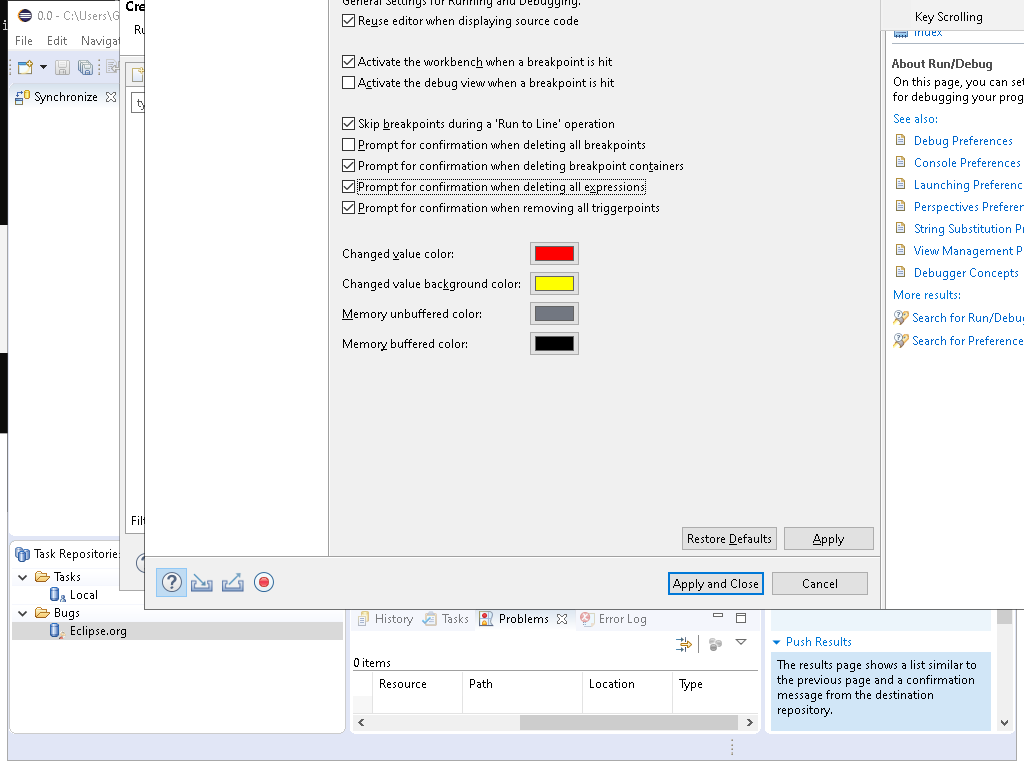 0.0 - C:\Users\G
File Edit Navigat
Synchronize
Cre
Ru
ty
Filt
General Settings for Running and Debugging.
Reuse editor when displaying source code
Activate the workbench when a breakpoint is hit
Activate the debug view when a breakpoint is hit
Skip breakpoints during a 'Run to Line' operation
Prompt for confirmation when deleting all breakpoints
Prompt for confirmation when deleting breakpoint containers
Prompt for confirmation when deleting all expressions
Prompt for confirmation when removing all triggerpoints
Changed value color:
Changed value background color:
Memory unbuffered color:
Memory buffered color:
Restore Defaults Apply
Apply and Close Cancel
Key Scrolling
Index
About Run/Debug
On this page, you can set
for debugging your prog
See also:
Debug Preferences
Console Preferences
Launching Preferenc
Perspectives Preferen
String Substitution Pr
View Management P
Debugger Concepts
More results:
Search for Run/Debug
Search for Preference
Task Repositories
Tasks
Local
Bugs
Eclipse.org
History Tasks Problems Error Log
0 items
Resource Path Location Type
Push Results
The results page shows a list similar to
the previous page and a confirmation
message from the destination
repository.